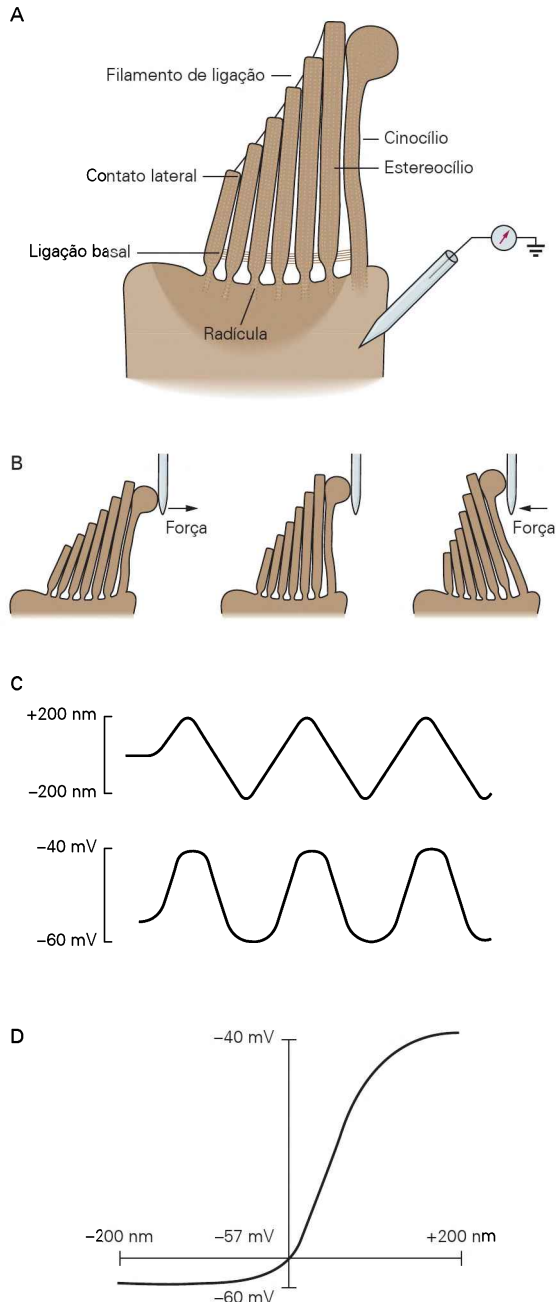 A
Filamento de ligação
Cinocílio
Estereocílio
Contato lateral
Ligação basal
Radícula
B
Força
Força
C
+200 nm
−200 nm
−40 mV
−60 mV
D
−40 mV
−200 nm
−57 mV
+200 nm
−60 mV